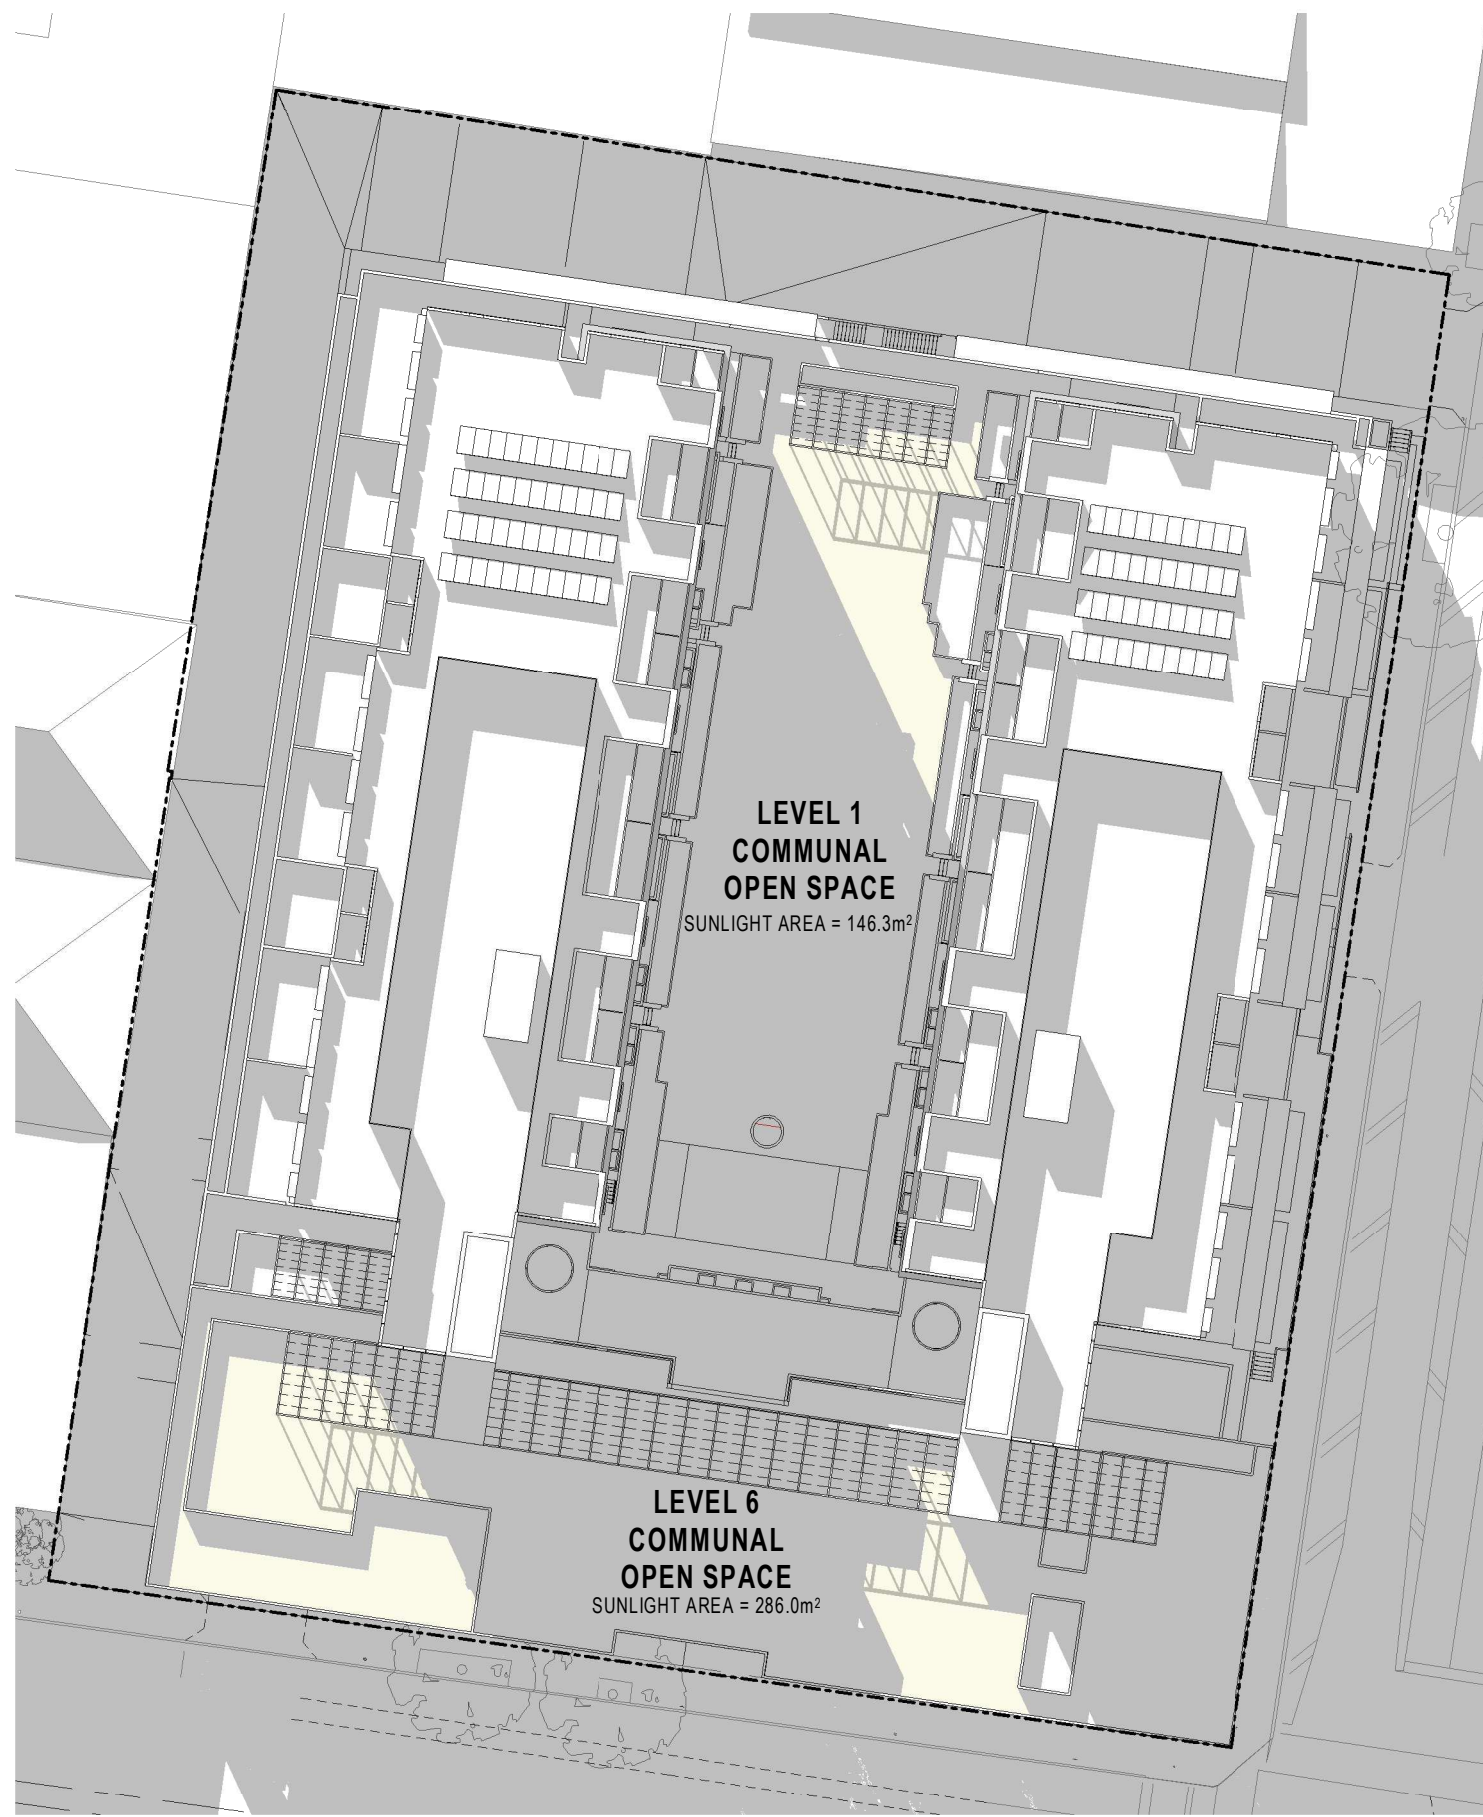 LEVEL 1
COMMUNAL
OPEN SPACE
SUNLIGHT AREA = 146.3m²
LEVEL 6
COMMUNAL
OPEN SPACE
SUNLIGHT AREA = 286.0m²